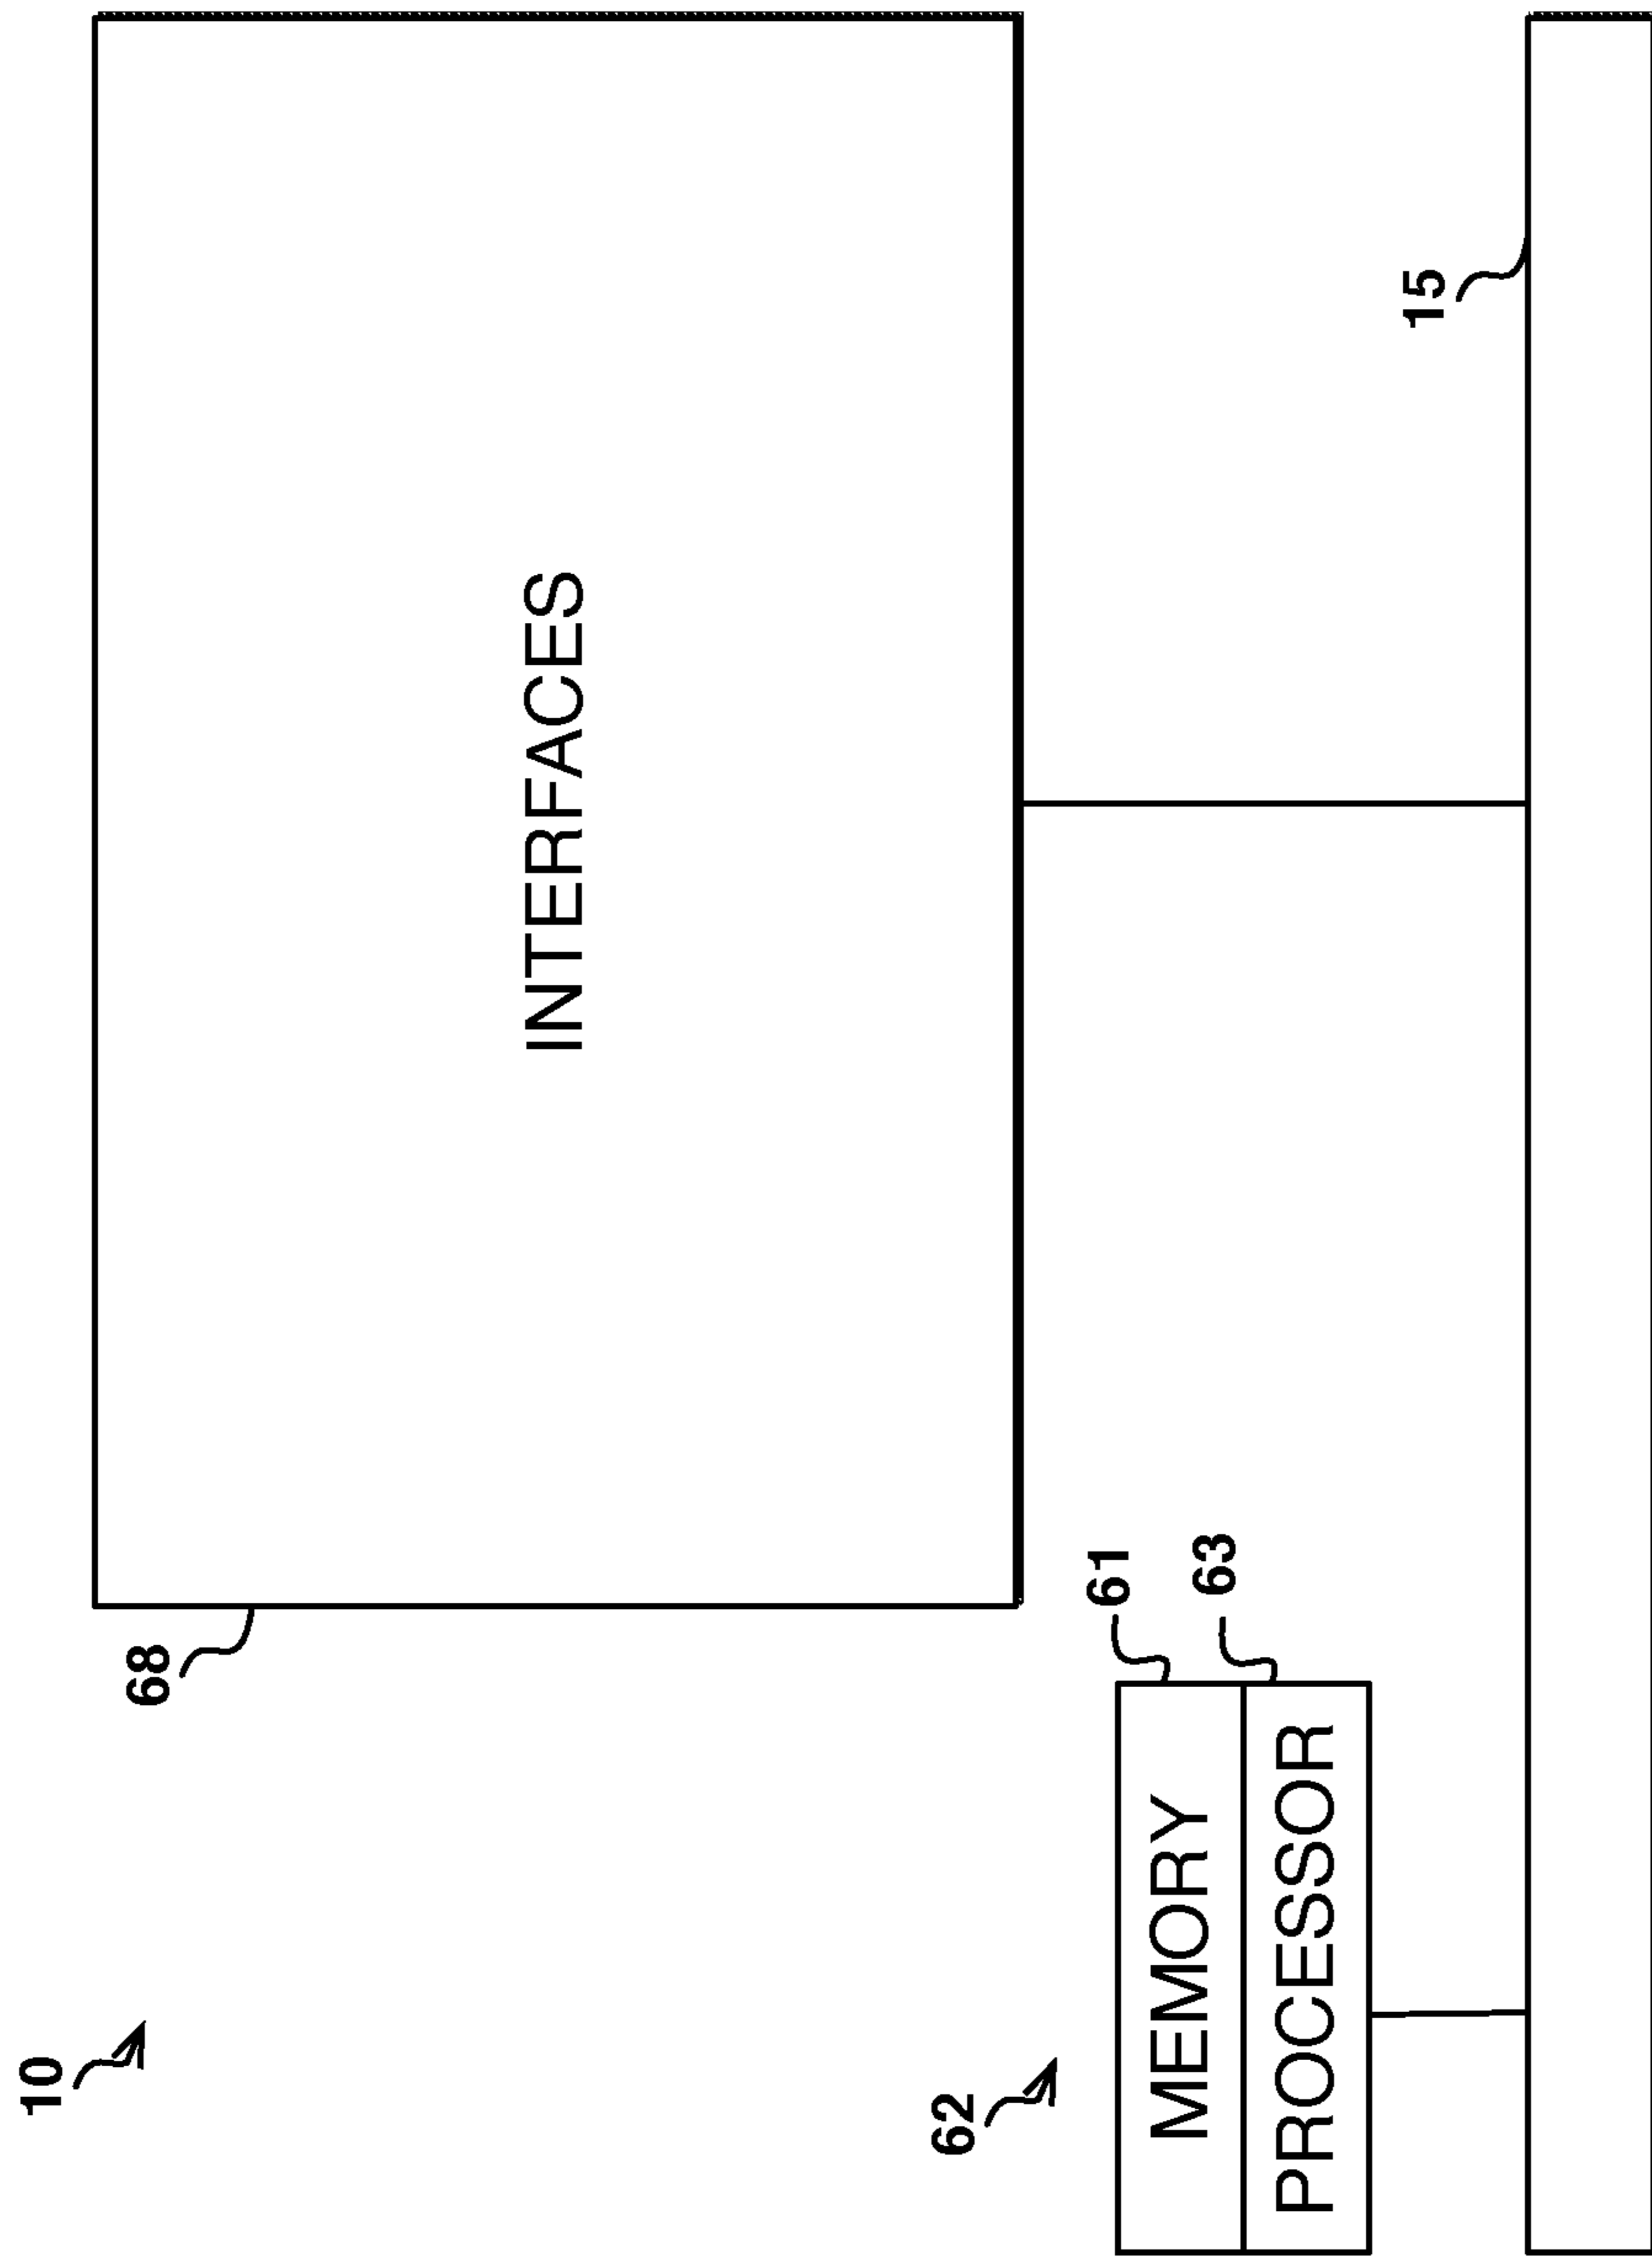 10
68
INTERFACES
62
MEMORY
61
PROCESSOR
63
15